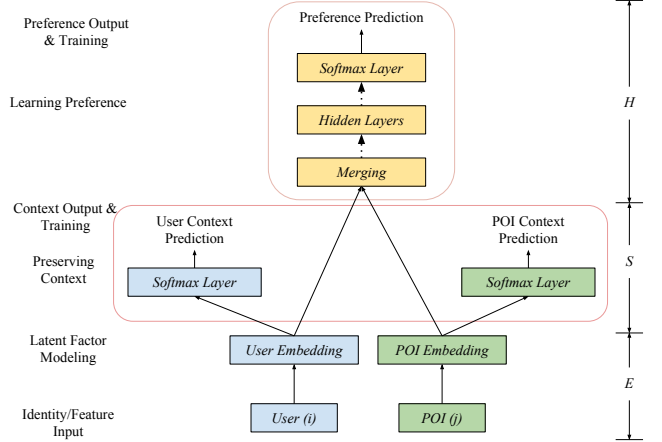 Preference Output
& Training
Preference Prediction
Softmax Layer
Learning Preference
Hidden Layers
H
Merging
Context Output &
Training
User Context
Prediction
POI Context
Prediction
Preserving
Context
Softmax Layer
Softmax Layer
S
Latent Factor
Modeling
User Embedding
POI Embedding
E
Identity/Feature
Input
User (i)
POI (j)